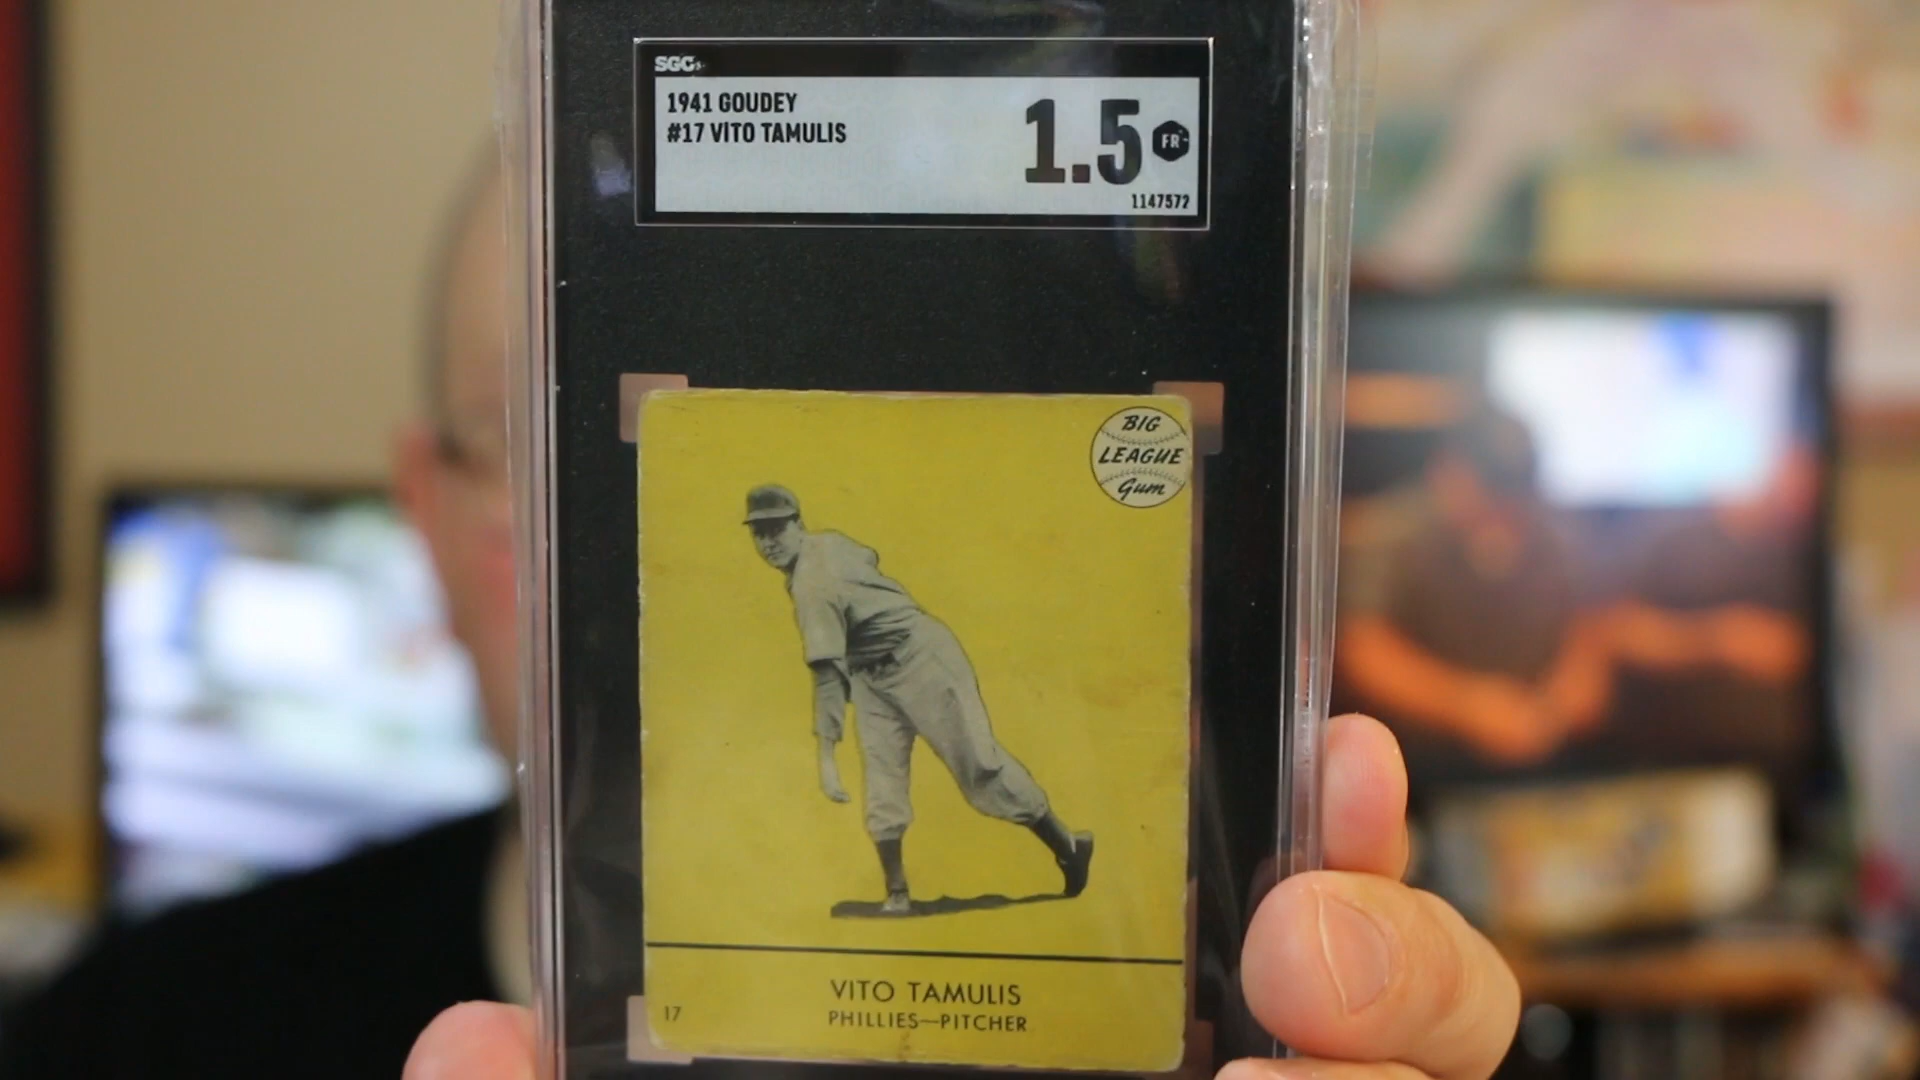 SGC
1941 GOUDEY
#17 VITO TAMULIS
1.5
FR
1147572
BIG
LEAGUE
Gum
VITO TAMULIS
17
PHILLIES—PITCHER